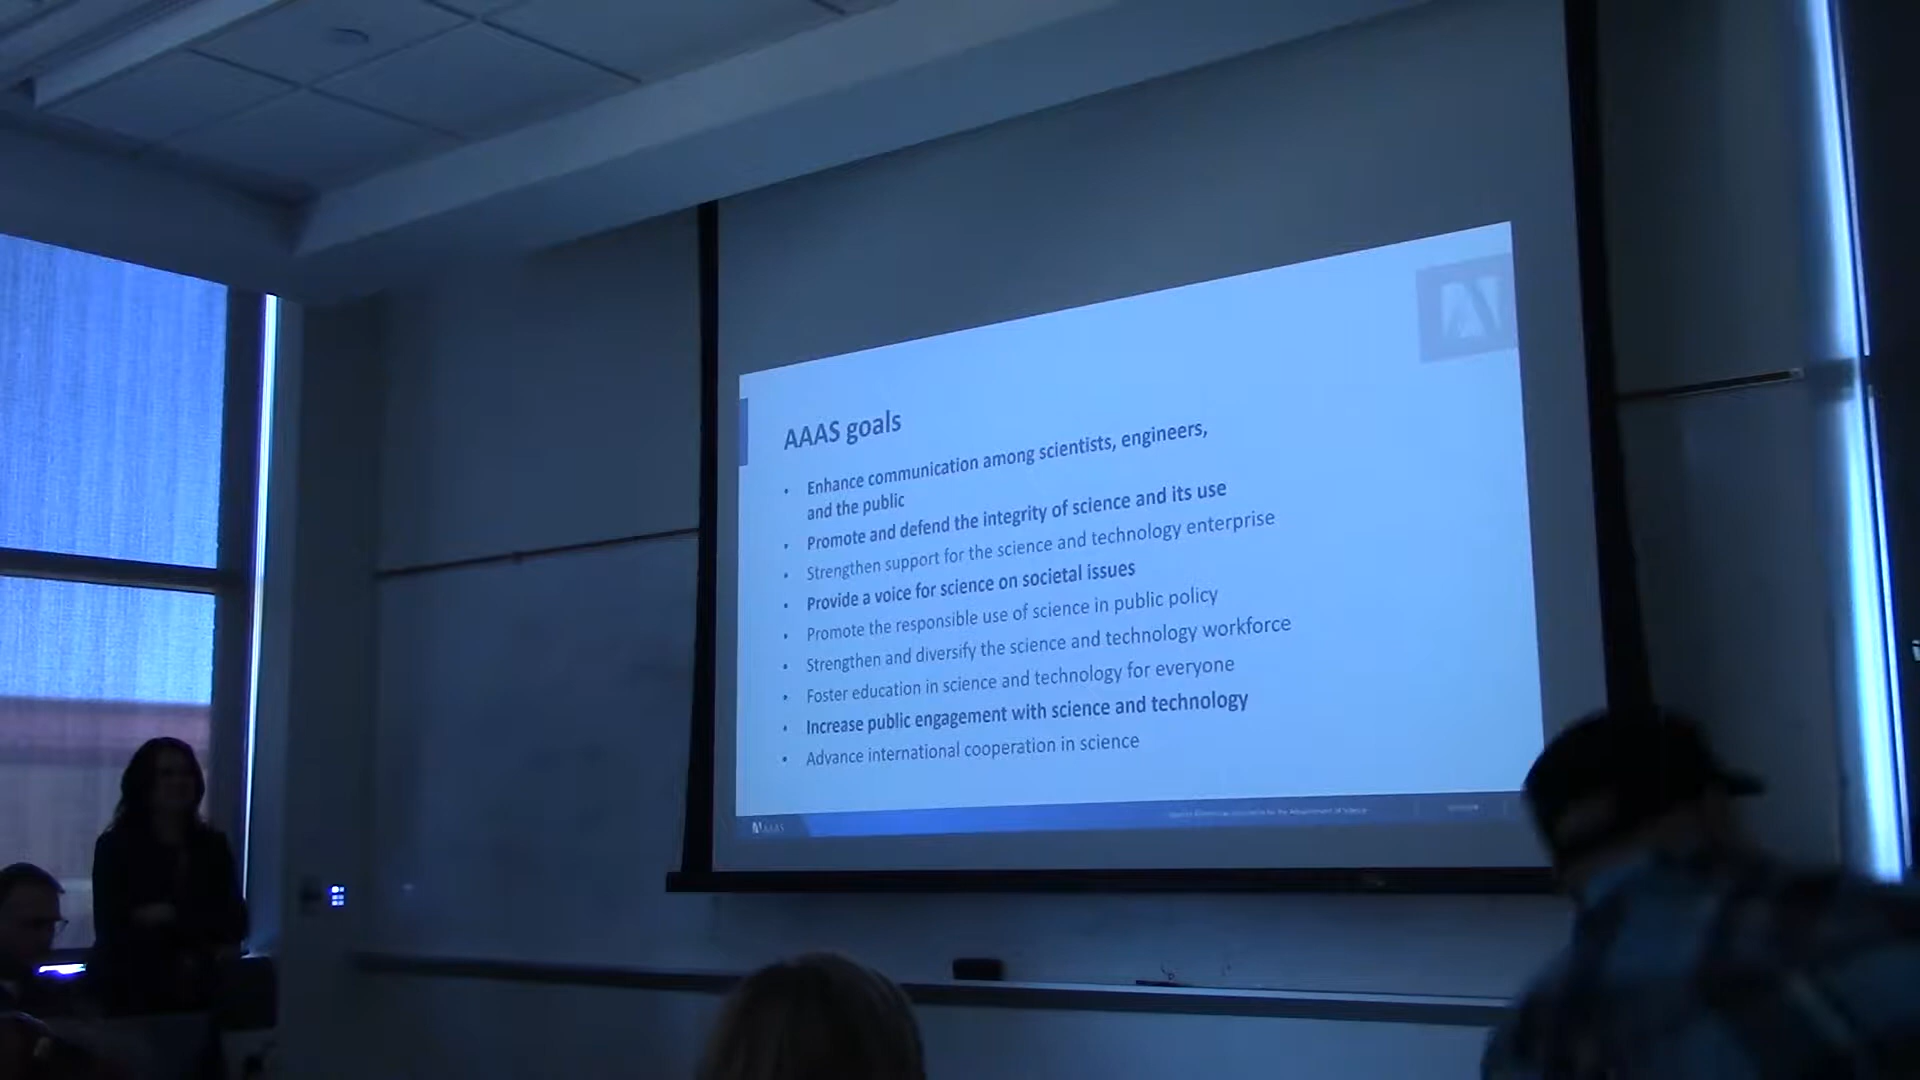 AAAS goals
• Enhance communication among scientists, engineers,
and the public
• Promote and defend the integrity of science and its use
• Strengthen support for the science and technology enterprise
• Provide a voice for science on societal issues
• Promote the responsible use of science in public policy
• Strengthen and diversify the science and technology workforce
• Foster education in science and technology for everyone
• Increase public engagement with science and technology
• Advance international cooperation in science
AAAS